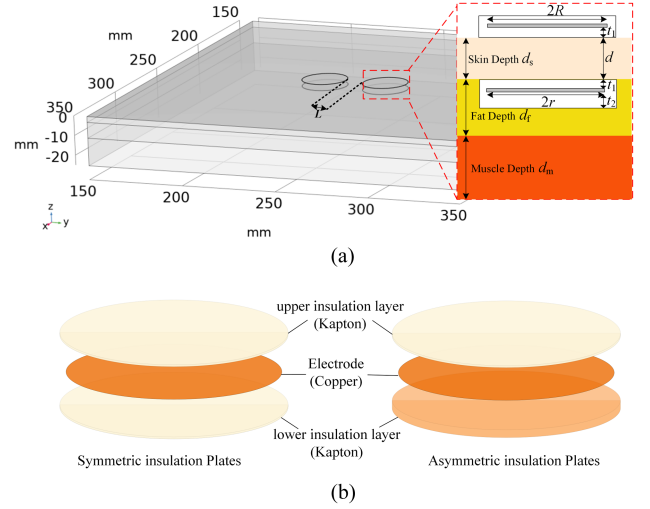 (a)
mm
150
200
250
300
350
0
-10
-20
mm
150
200
250
300
350
mm
z
x
y
L
2R
t₁
Skin Depth dₛ
d
t₁
2r
t₂
Fat Depth d_f
Muscle Depth dₘ
(a)
upper insulation layer
(Kapton)
Electrode
(Copper)
lower insulation layer
(Kapton)
Symmetric insulation Plates
Asymmetric insulation Plates
(b)